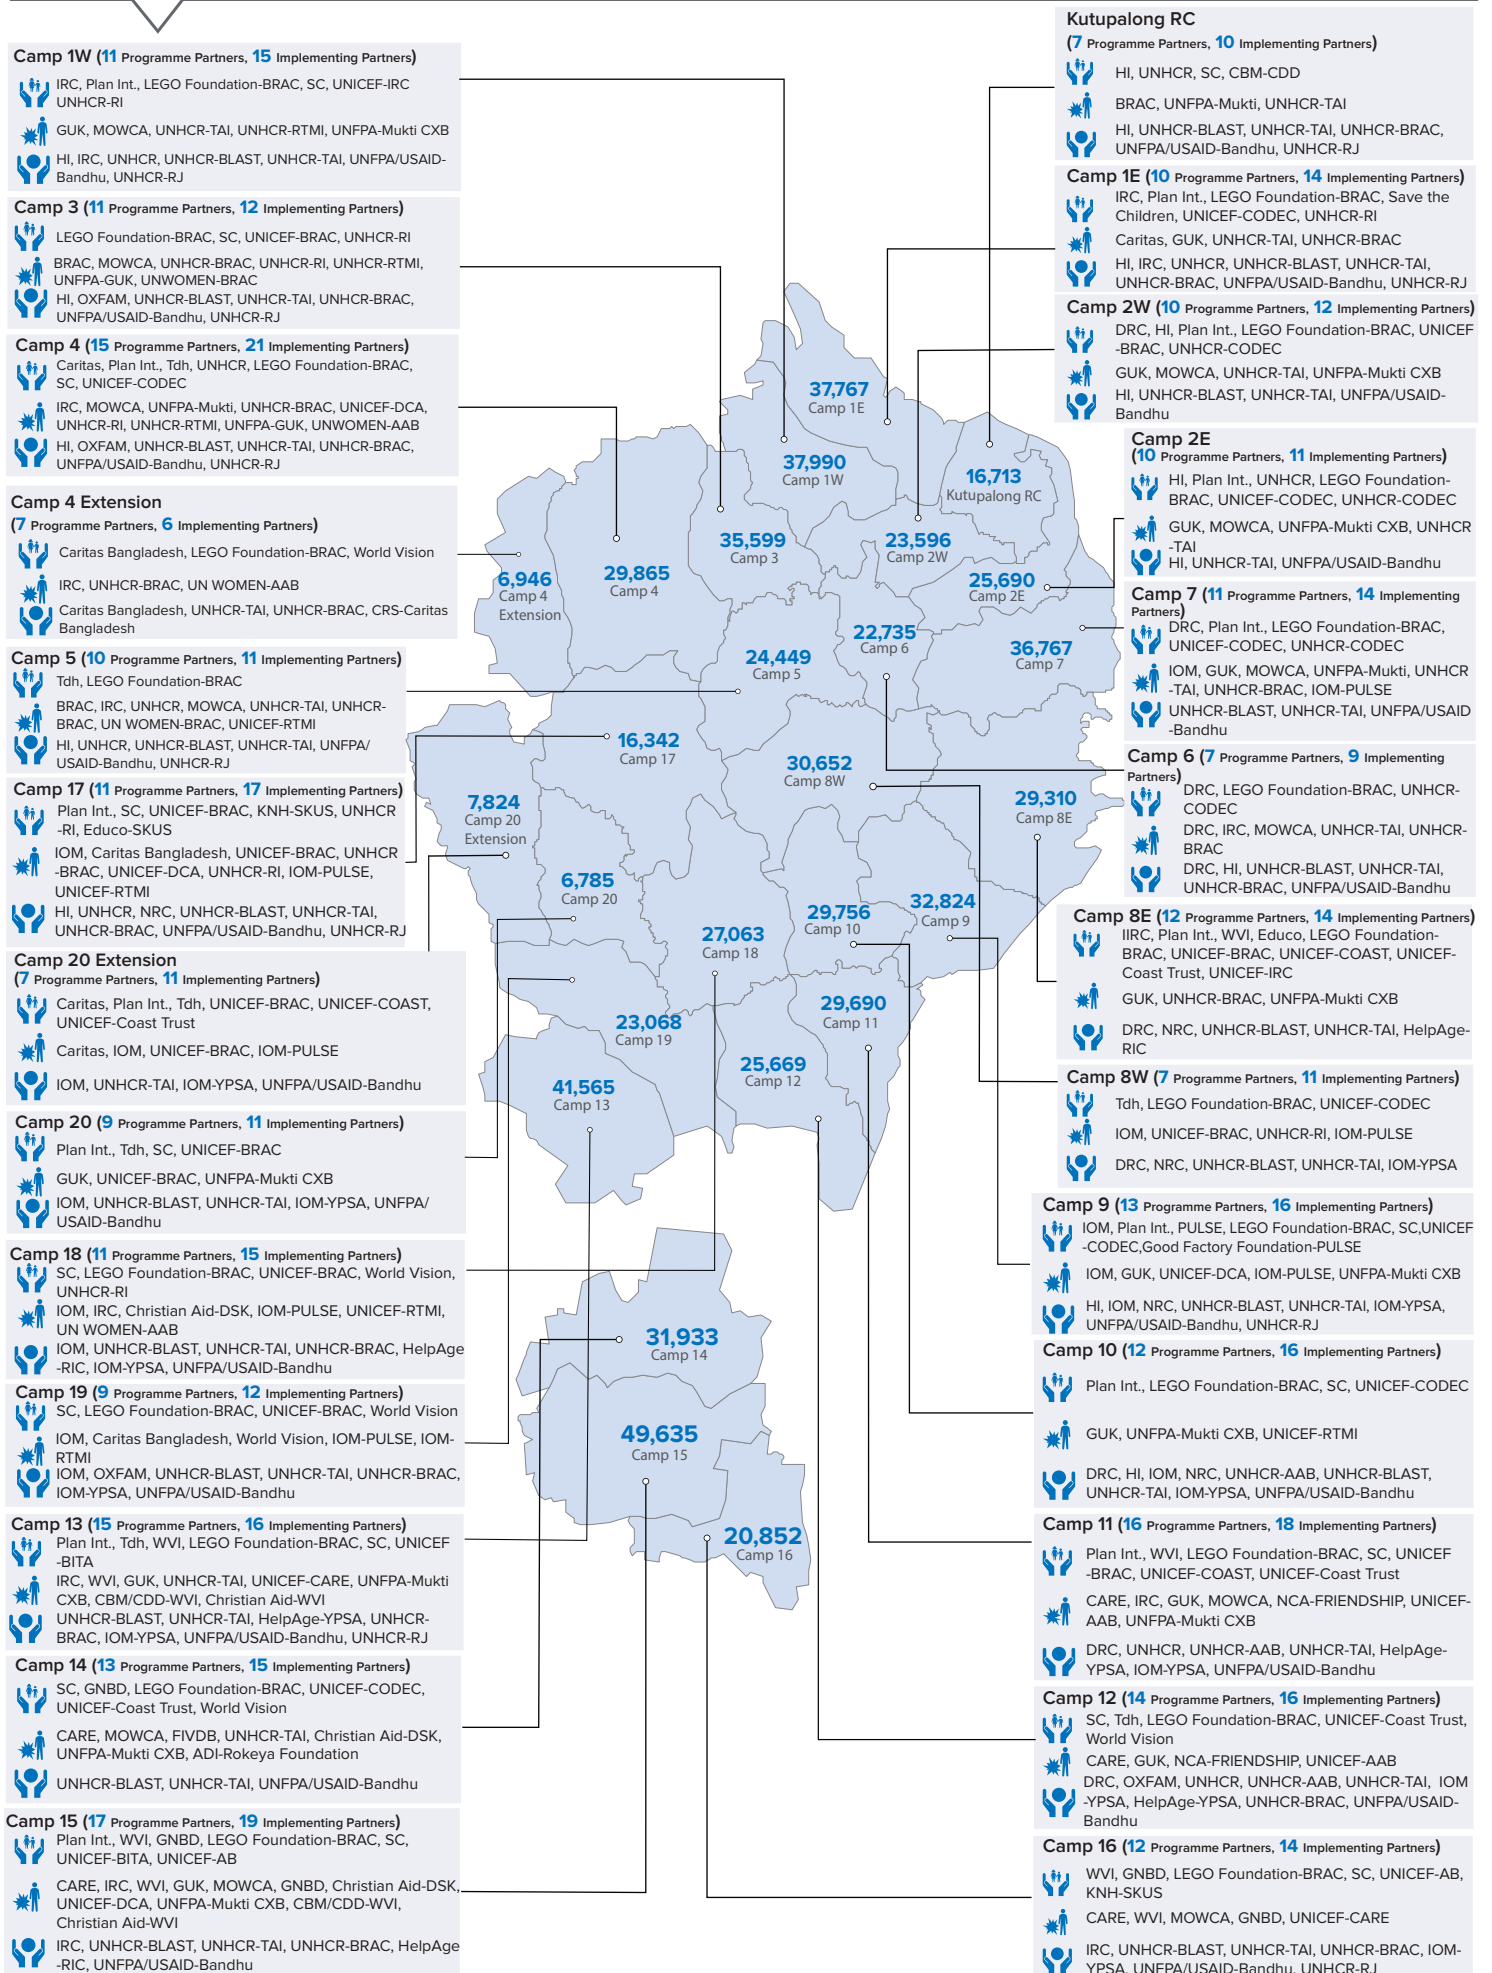 Camp 1W (11 Programme Partners, 15 Implementing Partners)
IRC, Plan Int., LEGO Foundation-BRAC, SC, UNICEF-IRC
UNHCR-RI
GUK, MOWCA, UNHCR-TAI, UNHCR-RTMI, UNFPA-Mukti CXB
HI, IRC, UNHCR, UNHCR-BLAST, UNHCR-TAI, UNFPA/USAID-
Bandhu, UNHCR-RJ
Camp 3 (11 Programme Partners, 12 Implementing Partners)
LEGO Foundation-BRAC, SC, UNICEF-BRAC, UNHCR-RI
BRAC, MOWCA, UNHCR-BRAC, UNHCR-RI, UNHCR-RTMI,
UNFPA-GUK, UNWOMEN-BRAC
HI, OXFAM, UNHCR-BLAST, UNHCR-TAI, UNHCR-BRAC,
UNFPA/USAID-Bandhu, UNHCR-RJ
Camp 4 (15 Programme Partners, 21 Implementing Partners)
Caritas, Plan Int., Tdh, UNHCR, LEGO Foundation-BRAC,
SC, UNICEF-CODEC
IRC, MOWCA, UNFPA-Mukti, UNHCR-BRAC, UNICEF-DCA,
UNHCR-RI, UNHCR-RTMI, UNFPA-GUK, UNWOMEN-AAB
HI, OXFAM, UNHCR-BLAST, UNHCR-TAI, UNHCR-BRAC,
UNFPA/USAID-Bandhu, UNHCR-RJ
Camp 4 Extension
(7 Programme Partners, 6 Implementing Partners)
Caritas Bangladesh, LEGO Foundation-BRAC, World Vision
IRC, UNHCR-BRAC, UN WOMEN-AAB
Caritas Bangladesh, UNHCR-TAI, UNHCR-BRAC, CRS-Caritas
Bangladesh
Camp 5 (10 Programme Partners, 11 Implementing Partners)
Tdh, LEGO Foundation-BRAC
BRAC, IRC, UNHCR, MOWCA, UNHCR-TAI, UNHCR-
BRAC, UN WOMEN-BRAC, UNICEF-RTMI
HI, UNHCR, UNHCR-BLAST, UNHCR-TAI, UNFPA/
USAID-Bandhu, UNHCR-RJ
Camp 17 (11 Programme Partners, 17 Implementing Partners)
Plan Int., SC, UNICEF-BRAC, KNH-SKUS, UNHCR
-RI, Educo-SKUS
IOM, Caritas Bangladesh, UNICEF-BRAC, UNHCR
-BRAC, UNICEF-DCA, UNHCR-RI, IOM-PULSE,
UNICEF-RTMI
HI, UNHCR, NRC, UNHCR-BLAST, UNHCR-TAI,
UNHCR-BRAC, UNFPA/USAID-Bandhu, UNHCR-RJ
Camp 20 Extension
(7 Programme Partners, 11 Implementing Partners)
Caritas, Plan Int., Tdh, UNICEF-BRAC, UNICEF-COAST,
UNICEF-Coast Trust
Caritas, IOM, UNICEF-BRAC, IOM-PULSE
IOM, UNHCR-TAI, IOM-YPSA, UNFPA/USAID-Bandhu
Camp 20 (9 Programme Partners, 11 Implementing Partners)
Plan Int., Tdh, SC, UNICEF-BRAC
GUK, UNICEF-BRAC, UNFPA-Mukti CXB
IOM, UNHCR-BLAST, UNHCR-TAI, IOM-YPSA, UNFPA/
USAID-Bandhu
Camp 18 (11 Programme Partners, 15 Implementing Partners)
SC, LEGO Foundation-BRAC, UNICEF-BRAC, World Vision,
UNHCR-RI
IOM, IRC, Christian Aid-DSK, IOM-PULSE, UNICEF-RTMI,
UN WOMEN-AAB
IOM, UNHCR-BLAST, UNHCR-TAI, UNHCR-BRAC, HelpAge
-RIC, IOM-YPSA, UNFPA/USAID-Bandhu
Camp 19 (9 Programme Partners, 12 Implementing Partners)
SC, LEGO Foundation-BRAC, UNICEF-BRAC, World Vision
IOM, Caritas Bangladesh, World Vision, IOM-PULSE, IOM-
RTMI
IOM, OXFAM, UNHCR-BLAST, UNHCR-TAI, UNHCR-BRAC,
IOM-YPSA, UNFPA/USAID-Bandhu
Camp 13 (15 Programme Partners, 16 Implementing Partners)
Plan Int., Tdh, WVI, LEGO Foundation-BRAC, SC, UNICEF
-BITA
IRC, WVI, GUK, UNHCR-TAI, UNICEF-CARE, UNFPA-Mukti
CXB, CBM/CDD-WVI, Christian Aid-WVI
UNHCR-BLAST, UNHCR-TAI, HelpAge-YPSA, UNHCR-
BRAC, IOM-YPSA, UNFPA/USAID-Bandhu, UNHCR-RJ
Camp 14 (13 Programme Partners, 15 Implementing Partners)
SC, GNBD, LEGO Foundation-BRAC, UNICEF-CODEC,
UNICEF-Coast Trust, World Vision
CARE, MOWCA, FIVDB, UNHCR-TAI, Christian Aid-DSK,
UNFPA-Mukti CXB, ADI-Rokeya Foundation
UNHCR-BLAST, UNHCR-TAI, UNFPA/USAID-Bandhu
Camp 15 (17 Programme Partners, 19 Implementing Partners)
Plan Int., WVI, GNBD, LEGO Foundation-BRAC, SC,
UNICEF-BITA, UNICEF-AB
CARE, IRC, WVI, GUK, MOWCA, GNBD, Christian Aid-DSK,
UNICEF-DCA, UNFPA-Mukti CXB, CBM/CDD-WVI,
Christian Aid-WVI
IRC, UNHCR-BLAST, UNHCR-TAI, UNHCR-BRAC, HelpAge
-RIC, UNFPA/USAID-Bandhu
37,767
Camp 1E
37,990
Camp 1W
16,713
Kutupalong RC
35,599
Camp 3
23,596
Camp 2W
6,946
Camp 4
Extension
29,865
Camp 4
25,690
Camp 2E
22,735
Camp 6
36,767
Camp 7
24,449
Camp 5
16,342
Camp 17
30,652
Camp 8W
7,824
Camp 20
Extension
29,310
Camp 8E
6,785
Camp 20
32,824
Camp 9
29,756
Camp 10
27,063
Camp 18
29,690
Camp 11
23,068
Camp 19
25,669
Camp 12
41,565
Camp 13
31,933
Camp 14
49,635
Camp 15
20,852
Camp 16
Kutupalong RC
(7 Programme Partners, 10 Implementing Partners)
HI, UNHCR, SC, CBM-CDD
BRAC, UNFPA-Mukti, UNHCR-TAI
HI, UNHCR-BLAST, UNHCR-TAI, UNHCR-BRAC,
UNFPA/USAID-Bandhu, UNHCR-RJ
Camp 1E (10 Programme Partners, 14 Implementing Partners)
IRC, Plan Int., LEGO Foundation-BRAC, Save the
Children, UNICEF-CODEC, UNHCR-RI
Caritas, GUK, UNHCR-TAI, UNHCR-BRAC
HI, IRC, UNHCR, UNHCR-BLAST, UNHCR-TAI,
UNHCR-BRAC, UNFPA/USAID-Bandhu, UNHCR-RJ
Camp 2W (10 Programme Partners, 12 Implementing Partners)
DRC, HI, Plan Int., LEGO Foundation-BRAC, UNICEF
-BRAC, UNHCR-CODEC
GUK, MOWCA, UNHCR-TAI, UNFPA-Mukti CXB
HI, UNHCR-BLAST, UNHCR-TAI, UNFPA/USAID-
Bandhu
Camp 2E
(10 Programme Partners, 11 Implementing Partners)
HI, Plan Int., UNHCR, LEGO Foundation-
BRAC, UNICEF-CODEC, UNHCR-CODEC
GUK, MOWCA, UNFPA-Mukti CXB, UNHCR
-TAI
HI, UNHCR-TAI, UNFPA/USAID-Bandhu
Camp 7 (11 Programme Partners, 14 Implementing
Partners)
DRC, Plan Int., LEGO Foundation-BRAC,
UNICEF-CODEC, UNHCR-CODEC
IOM, GUK, MOWCA, UNFPA-Mukti, UNHCR
-TAI, UNHCR-BRAC, IOM-PULSE
UNHCR-BLAST, UNHCR-TAI, UNFPA/USAID
-Bandhu
Camp 6 (7 Programme Partners, 9 Implementing
Partners)
DRC, LEGO Foundation-BRAC, UNHCR-
CODEC
DRC, IRC, MOWCA, UNHCR-TAI, UNHCR-
BRAC
DRC, HI, UNHCR-BLAST, UNHCR-TAI,
UNHCR-BRAC, UNFPA/USAID-Bandhu
Camp 8E (12 Programme Partners, 14 Implementing Partners)
IIRC, Plan Int., WVI, Educo, LEGO Foundation-
BRAC, UNICEF-BRAC, UNICEF-COAST, UNICEF-
Coast Trust, UNICEF-IRC
GUK, UNHCR-BRAC, UNFPA-Mukti CXB
DRC, NRC, UNHCR-BLAST, UNHCR-TAI, HelpAge-
RIC
Camp 8W (7 Programme Partners, 11 Implementing Partners)
Tdh, LEGO Foundation-BRAC, UNICEF-CODEC
IOM, UNICEF-BRAC, UNHCR-RI, IOM-PULSE
DRC, NRC, UNHCR-BLAST, UNHCR-TAI, IOM-YPSA
Camp 9 (13 Programme Partners, 16 Implementing Partners)
IOM, Plan Int., PULSE, LEGO Foundation-BRAC, SC,UNICEF
-CODEC,Good Factory Foundation-PULSE
IOM, GUK, UNICEF-DCA, IOM-PULSE, UNFPA-Mukti CXB
HI, IOM, NRC, UNHCR-BLAST, UNHCR-TAI, IOM-YPSA,
UNFPA/USAID-Bandhu, UNHCR-RJ
Camp 10 (12 Programme Partners, 16 Implementing Partners)
Plan Int., LEGO Foundation-BRAC, SC, UNICEF-CODEC
GUK, UNFPA-Mukti CXB, UNICEF-RTMI
DRC, HI, IOM, NRC, UNHCR-AAB, UNHCR-BLAST,
UNHCR-TAI, IOM-YPSA, UNFPA/USAID-Bandhu
Camp 11 (16 Programme Partners, 18 Implementing Partners)
Plan Int., WVI, LEGO Foundation-BRAC, SC, UNICEF
-BRAC, UNICEF-COAST, UNICEF-Coast Trust
CARE, IRC, GUK, MOWCA, NCA-FRIENDSHIP, UNICEF-
AAB, UNFPA-Mukti CXB
DRC, UNHCR, UNHCR-AAB, UNHCR-TAI, HelpAge-
YPSA, IOM-YPSA, UNFPA/USAID-Bandhu
Camp 12 (14 Programme Partners, 16 Implementing Partners)
SC, Tdh, LEGO Foundation-BRAC, UNICEF-Coast Trust,
World Vision
CARE, GUK, NCA-FRIENDSHIP, UNICEF-AAB
DRC, OXFAM, UNHCR, UNHCR-AAB, UNHCR-TAI, IOM
-YPSA, HelpAge-YPSA, UNHCR-BRAC, UNFPA/USAID-
Bandhu
Camp 16 (12 Programme Partners, 14 Implementing Partners)
WVI, GNBD, LEGO Foundation-BRAC, SC, UNICEF-AB,
KNH-SKUS
CARE, WVI, MOWCA, GNBD, UNICEF-CARE
IRC, UNHCR-BLAST, UNHCR-TAI, UNHCR-BRAC, IOM-
YPSA, UNFPA/USAID-Bandhu, UNHCR-RJ